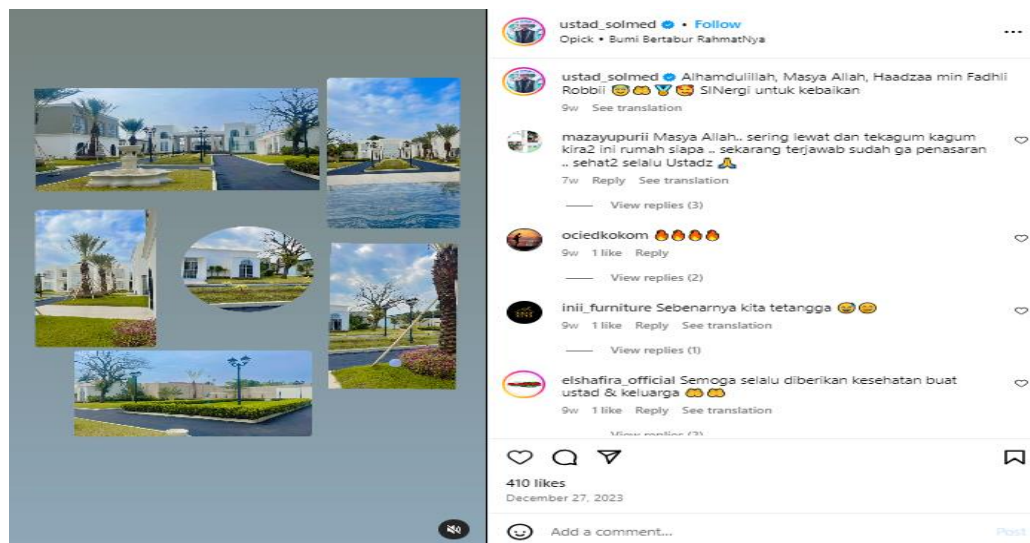 ustad_solmed • Follow
Opick • Bumi Bertabur RahmatNya
ustad_solmed Alhamdulillah, Masya Allah, Haadzaa min Fadhli
Robbii 😇🤲🏅🥰 SINergi untuk kebaikan
9w See translation
mazayupurii Masya Allah.. sering lewat dan tekagum kagum
kira2 ini rumah siapa .. sekarang terjawab sudah ga penasaran
.. sehat2 selalu Ustadz 🙏
7w Reply See translation
View replies (3)
ociedkokom 🔥🔥🔥🔥
9w 1 like Reply
View replies (2)
inii_furniture Sebenarnya kita tetangga 😅😊
9w 1 like Reply See translation
View replies (1)
elshafira_official Semoga selalu diberikan kesehatan buat
ustad & keluarga 🤲🤲
9w 1 like Reply See translation
View replies (2)
410 likes
December 27, 2023
Add a comment...
Post